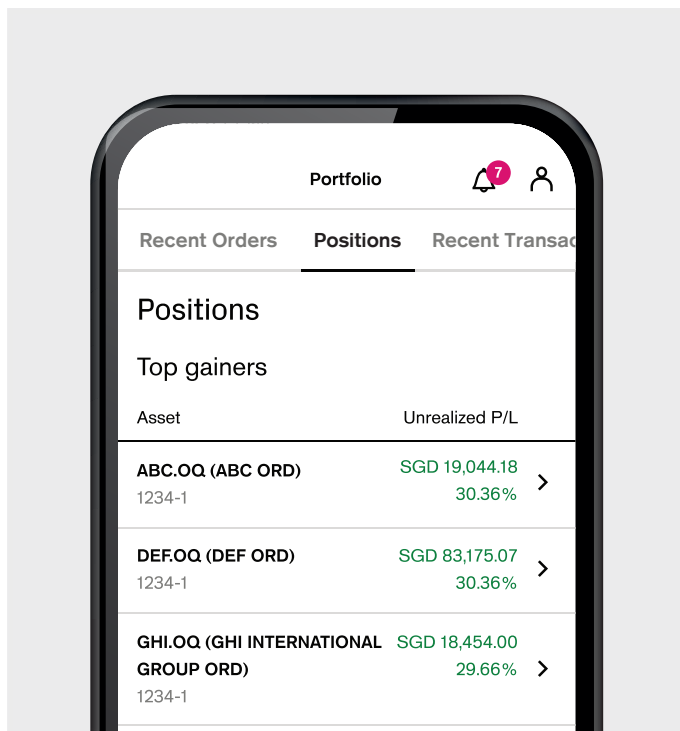 Portfolio
7
Recent Orders Positions Recent Transac
Positions
Top gainers
Asset Unrealized P/L
ABC.OQ (ABC ORD) SGD 19,044.18
1234-1 30.36%
DEF.OQ (DEF ORD) SGD 83,175.07
1234-1 30.36%
GHI.OQ (GHI INTERNATIONAL SGD 18,454.00
GROUP ORD) 29.66%
1234-1